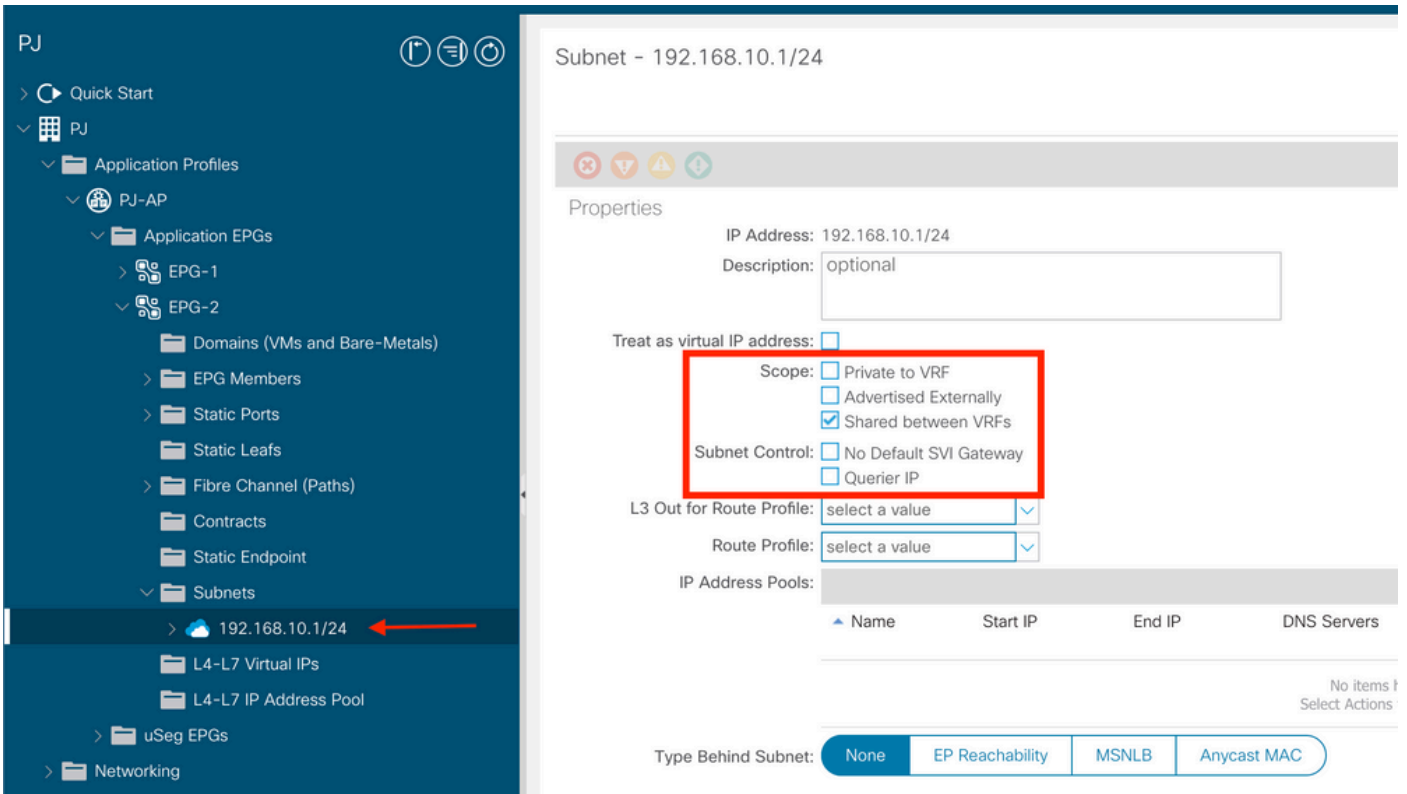 PJ
Quick Start
PJ
Application Profiles
PJ-AP
Application EPGs
EPG-1
EPG-2
Domains (VMs and Bare-Metals)
EPG Members
Static Ports
Static Leafs
Fibre Channel (Paths)
Contracts
Static Endpoint
Subnets
192.168.10.1/24
L4-L7 Virtual IPs
L4-L7 IP Address Pool
uSeg EPGs
Networking
Subnet - 192.168.10.1/24
Properties
IP Address: 192.168.10.1/24
Description: optional
Treat as virtual IP address:
Scope: Private to VRF
Advertised Externally
Shared between VRFs
Subnet Control: No Default SVI Gateway
Querier IP
L3 Out for Route Profile: select a value
Route Profile: select a value
IP Address Pools:
Name Start IP End IP DNS Servers
No items
Select Actions
Type Behind Subnet: None EP Reachability MSNLB Anycast MAC